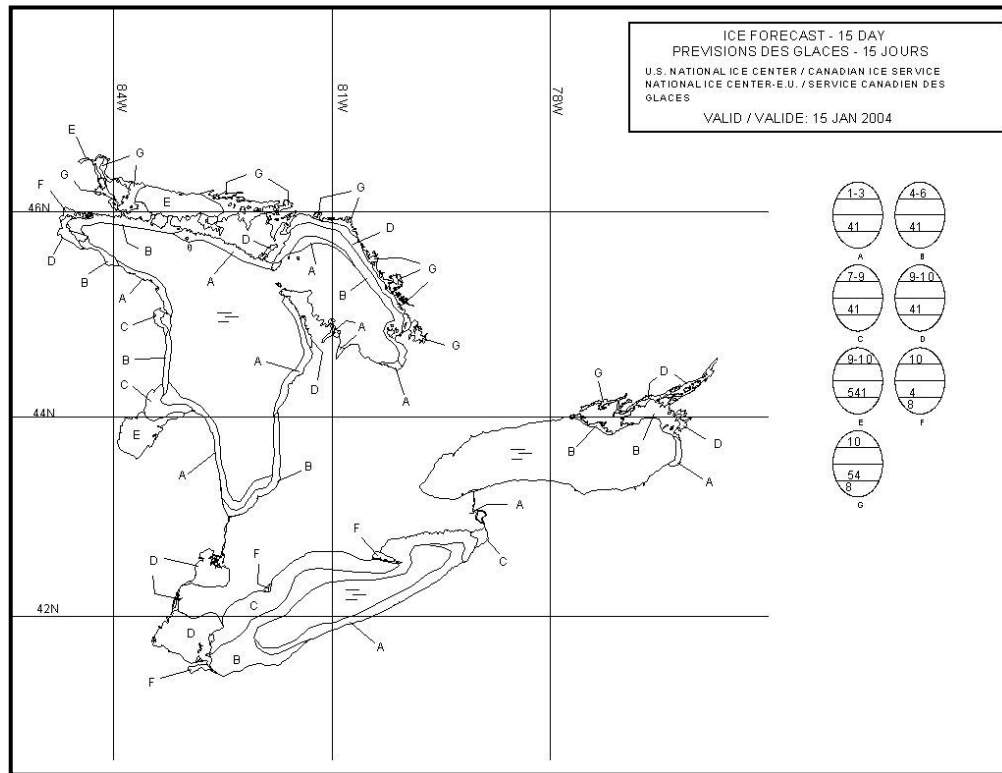 ICE FORECAST - 15 DAY
PREVISIONS DES GLACES - 15 JOURS
U.S. NATIONAL ICE CENTER / CANADIAN ICE SERVICE
NATIONAL ICE CENTER-E.U. / SERVICE CANADIEN DES
GLACES
VALID / VALIDE: 15 JAN 2004
84W
81W
78W
E
G
G
G
G
F
E
46N
D
B
D
D
B
A
A
A
B
G
C
B
A
A
D
G
A
C
D
G
44N
E
B
B
D
A
B
A
A
F
C
D
F
C
42N
D
B
A
F
1-3
41
A
4-6
41
B
7-9
41
C
9-10
41
D
9-10
541
E
10
4
8
F
10
54
8
G